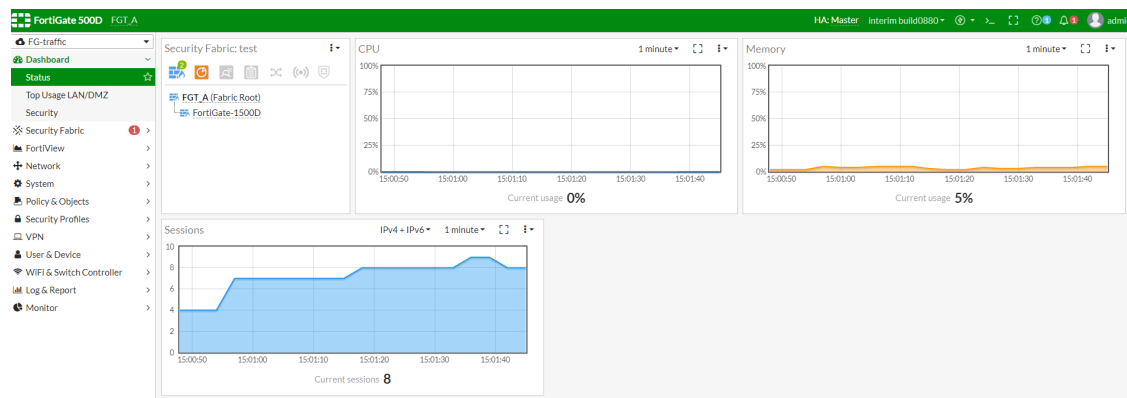 FortiGate 500D FGT_A HA: Master interim build0880 >_ ? 1 1 admi
FG-traffic
Dashboard
Status
Top Usage LAN/DMZ
Security
Security Fabric 1
FortiView
Network
System
Policy & Objects
Security Profiles
VPN
User & Device
WiFi & Switch Controller
Log & Report
Monitor
Security Fabric: test
2
FGT_A (Fabric Root)
FortiGate-1500D
CPU 1 minute
100%
75%
50%
25%
0%
15:00:50 15:01:00 15:01:10 15:01:20 15:01:30 15:01:40
Current usage 0%
Memory 1 minute
100%
75%
50%
25%
0%
15:00:50 15:01:00 15:01:10 15:01:20 15:01:30 15:01:40
Current usage 5%
Sessions IPv4 + IPv6 1 minute
10
8
6
4
2
0
15:00:50 15:01:00 15:01:10 15:01:20 15:01:30 15:01:40
Current sessions 8